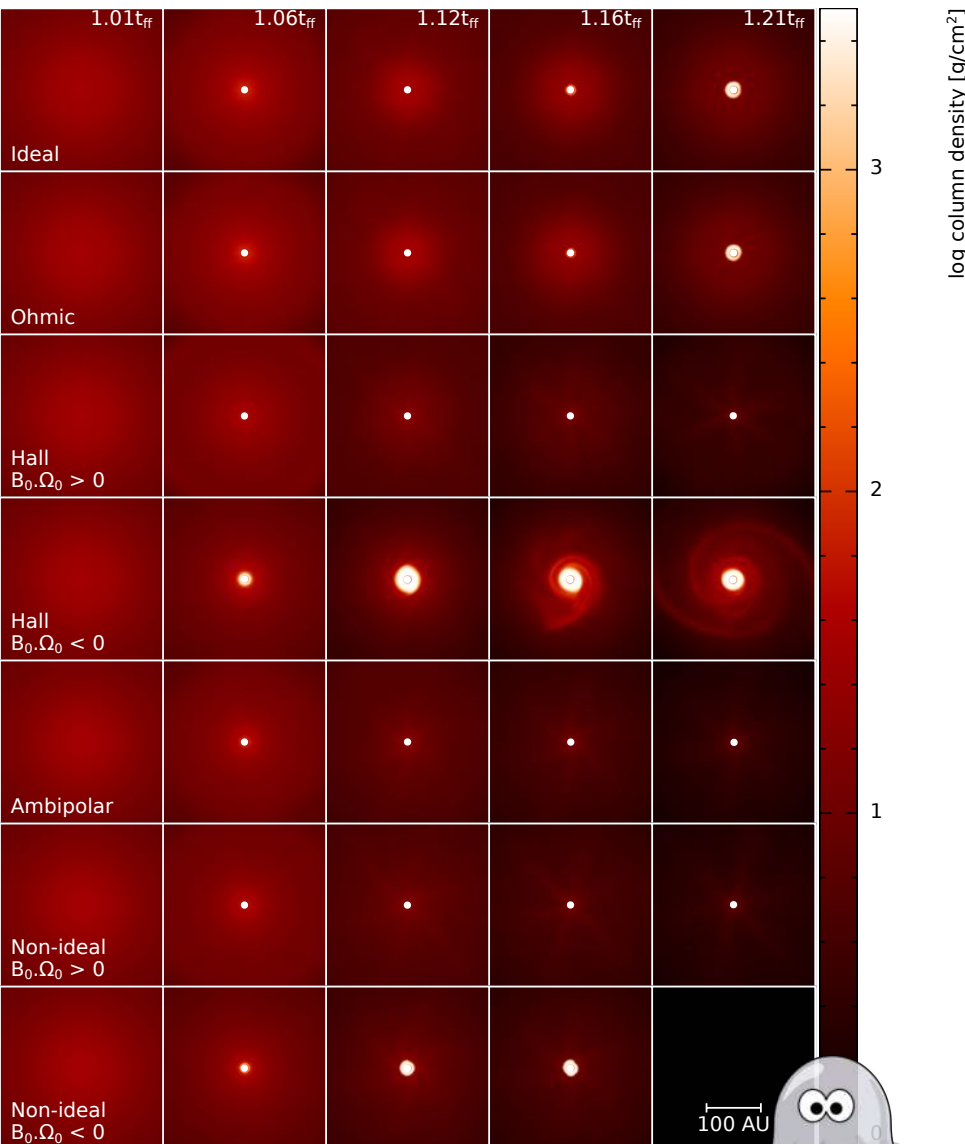 1.01t_ff 1.06t_ff 1.12t_ff 1.16t_ff 1.21t_ff
Ideal
Ohmic
Hall
B₀.Ω₀ > 0
Hall
B₀.Ω₀ < 0
Ambipolar
Non-ideal
B₀.Ω₀ > 0
Non-ideal
B₀.Ω₀ < 0
100 AU
3
2
1
0
log column density [g/cm²]